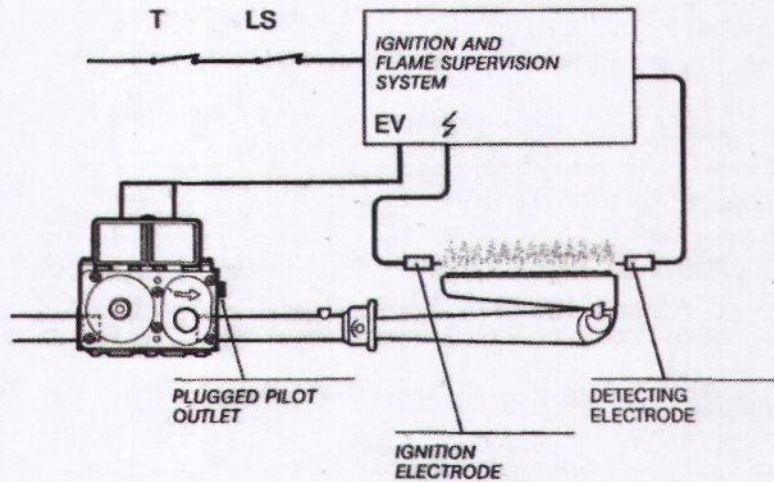 T LS
IGNITION AND
FLAME SUPERVISION
SYSTEM
EV
PLUGGED PILOT
OUTLET
DETECTING
ELECTRODE
IGNITION
ELECTRODE